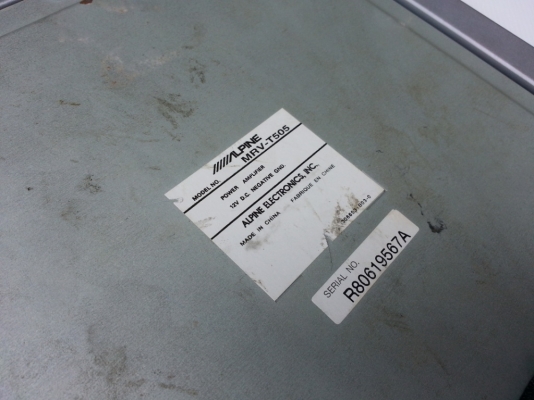 ALPINE
MODEL NO. MRV-T505
POWER AMPLIFIER
12V D.C. NEGATIVE GND.
ALPINE ELECTRONICS, INC.
MADE IN CHINA FABRIQUE EN CHINE
SERIAL NO.
R80619567A